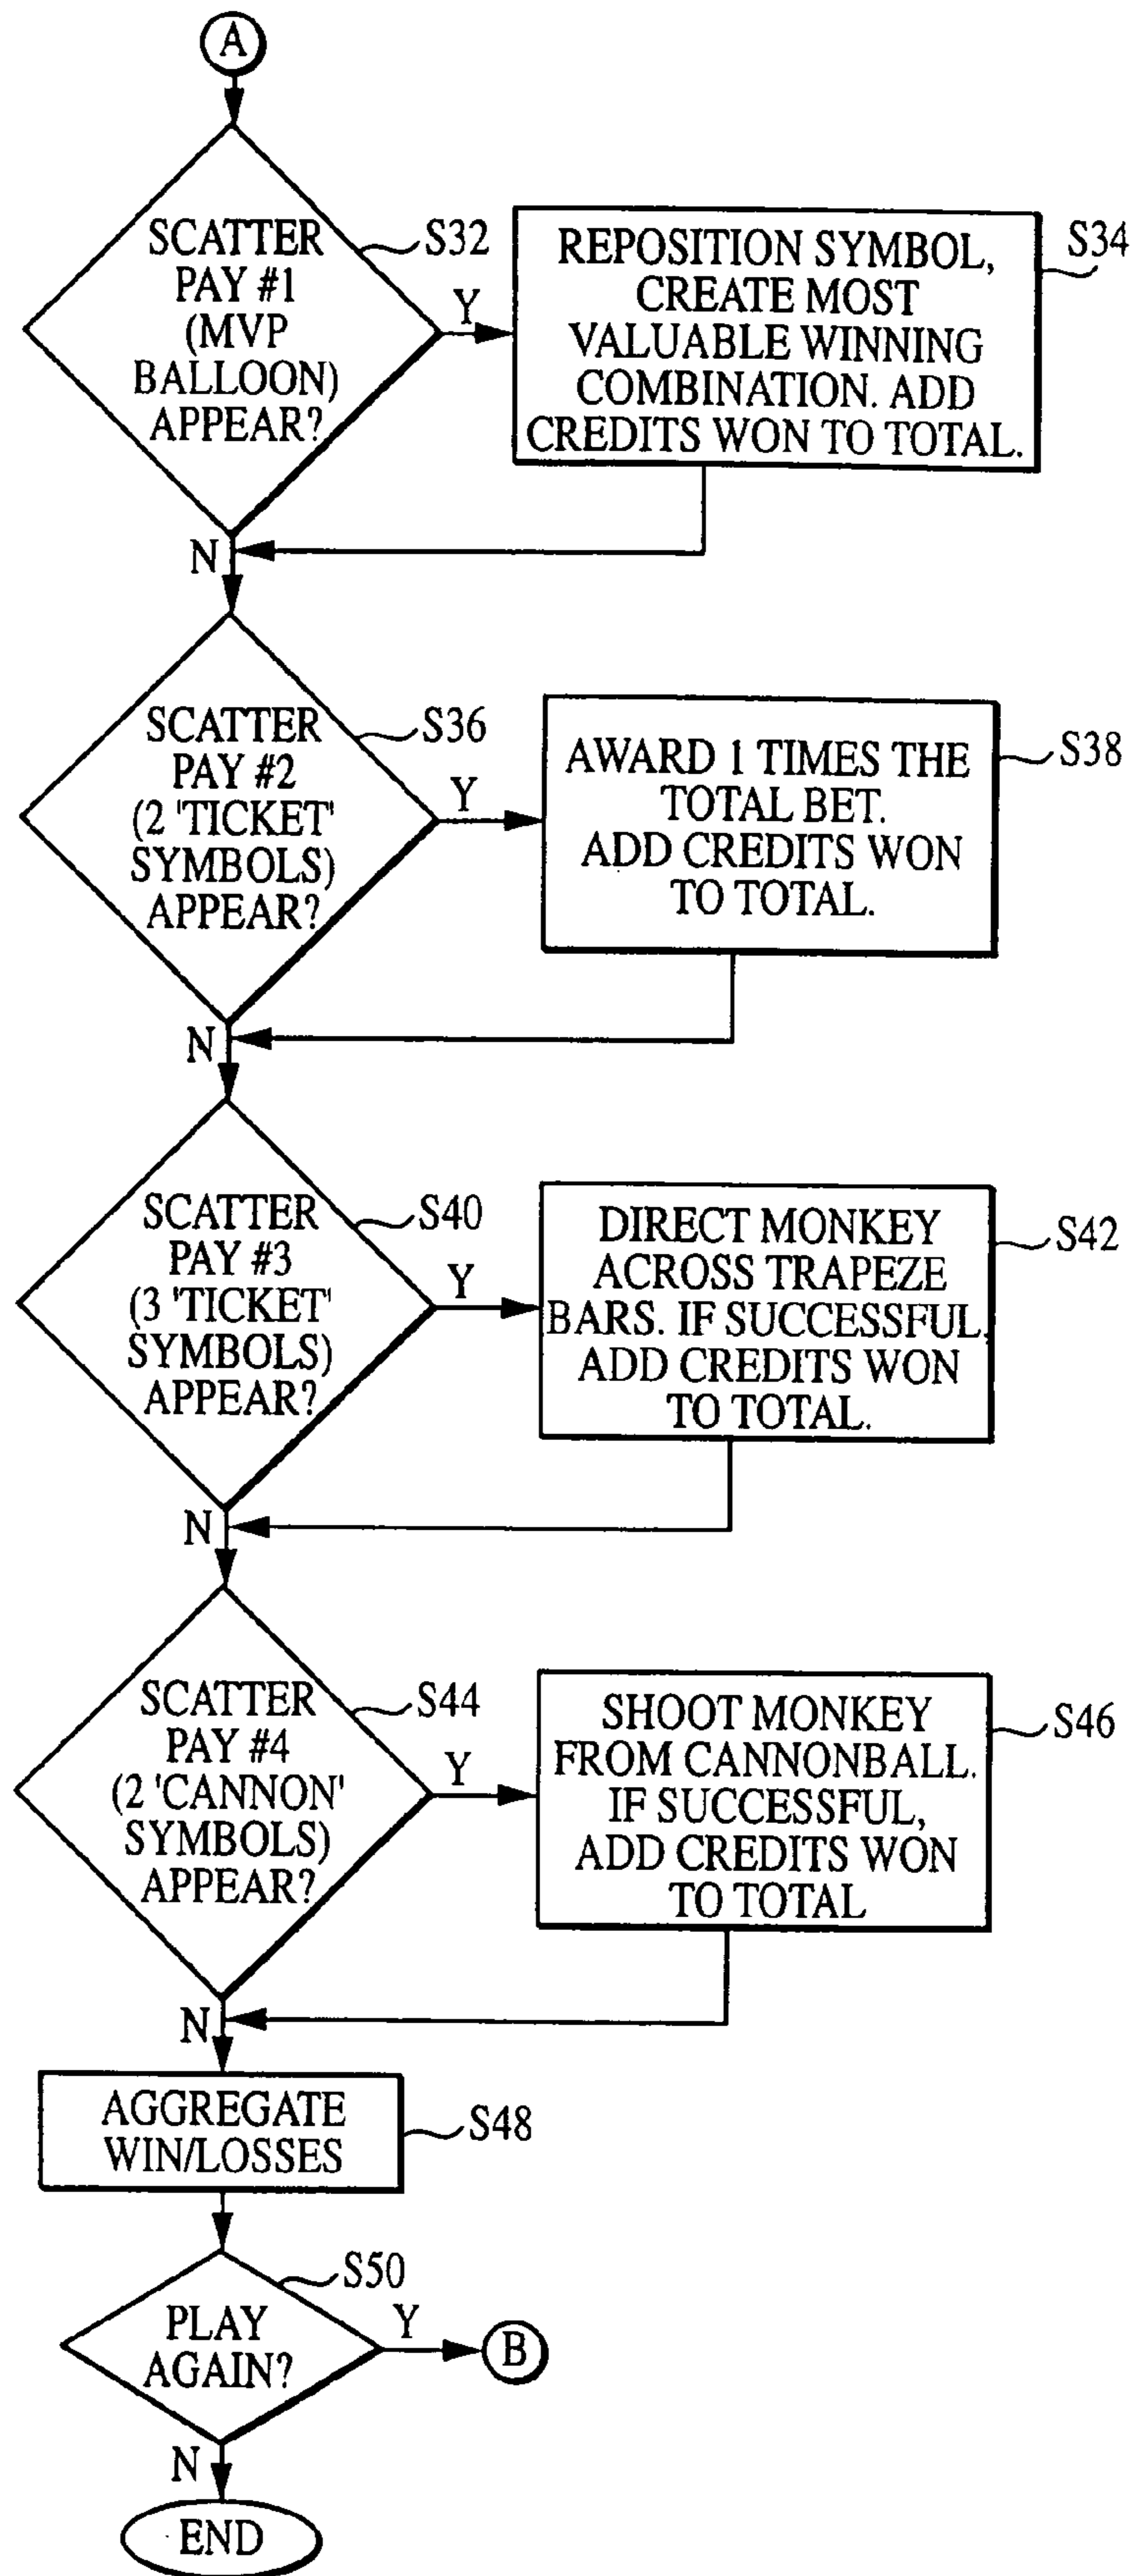 A
SCATTER
PAY #1
(MVP
BALLOON)
APPEAR?
S32
Y
REPOSITION SYMBOL,
CREATE MOST
VALUABLE WINNING
COMBINATION. ADD
CREDITS WON TO TOTAL.
S34
N
SCATTER
PAY #2
(2 'TICKET'
SYMBOLS)
APPEAR?
S36
Y
AWARD 1 TIMES THE
TOTAL BET.
ADD CREDITS WON
TO TOTAL.
S38
N
SCATTER
PAY #3
(3 'TICKET'
SYMBOLS)
APPEAR?
S40
Y
DIRECT MONKEY
ACROSS TRAPEZE
BARS. IF SUCCESSFUL,
ADD CREDITS WON
TO TOTAL.
S42
N
SCATTER
PAY #4
(2 'CANNON'
SYMBOLS)
APPEAR?
S44
Y
SHOOT MONKEY
FROM CANNONBALL.
IF SUCCESSFUL,
ADD CREDITS WON
TO TOTAL
S46
N
AGGREGATE
WIN/LOSSES
S48
PLAY
AGAIN?
S50
Y
B
N
END